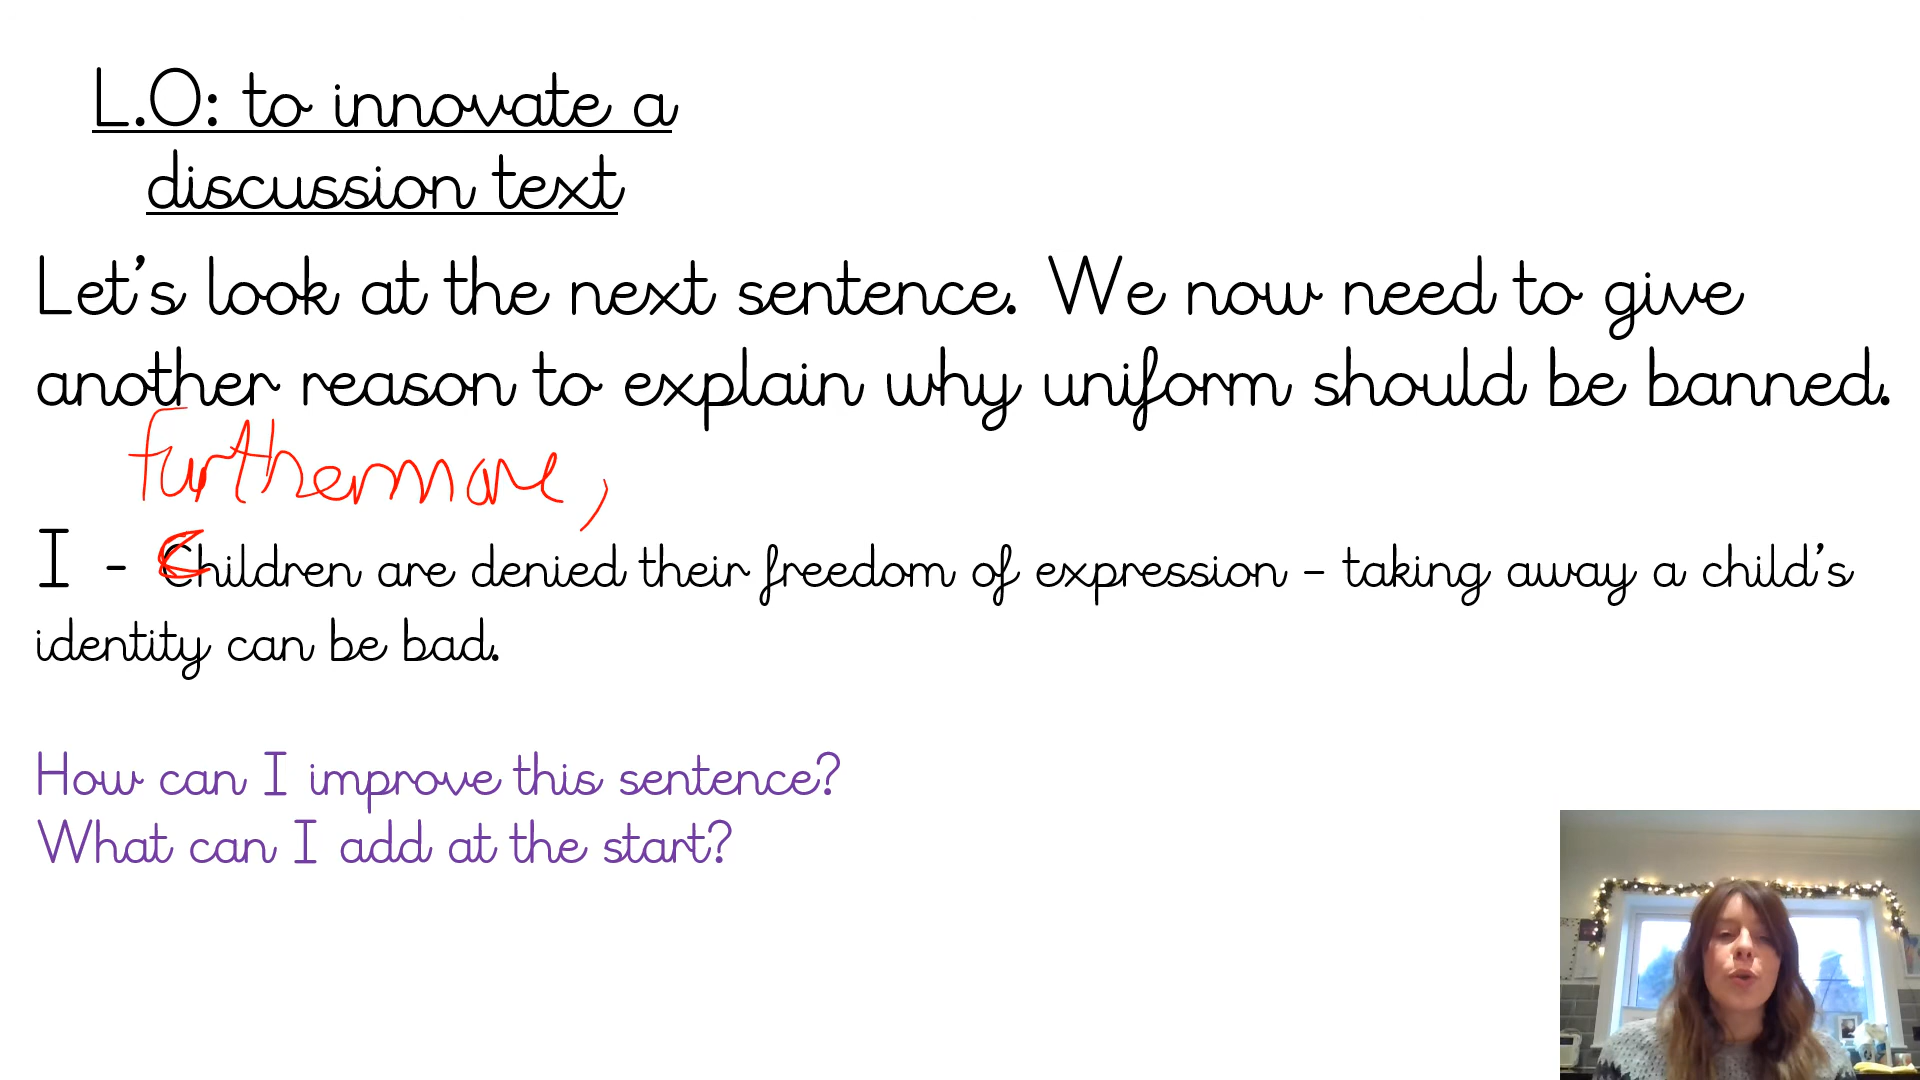 L.O: to innovate a
discussion text
Let's look at the next sentence. We now need to give
another reason to explain why uniform should be banned.
furthermore,
I - Children are denied their freedom of expression – taking away a child's
identity can be bad.
How can I improve this sentence?
What can I add at the start?